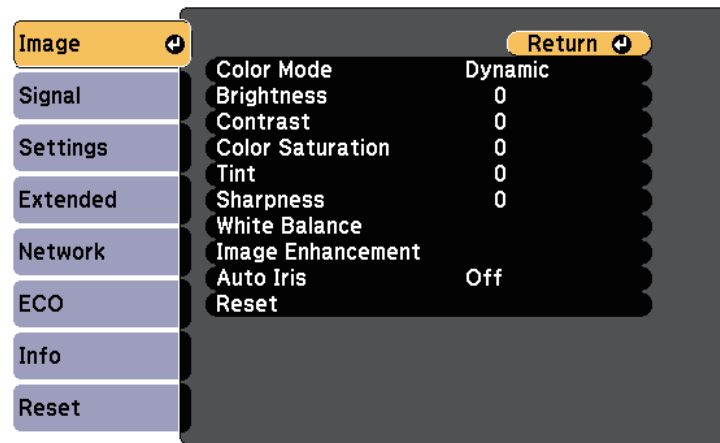 Image
Signal
Settings
Extended
Network
ECO
Info
Reset
Return
Color Mode Dynamic
Brightness 0
Contrast 0
Color Saturation 0
Tint 0
Sharpness 0
White Balance
Image Enhancement
Auto Iris Off
Reset